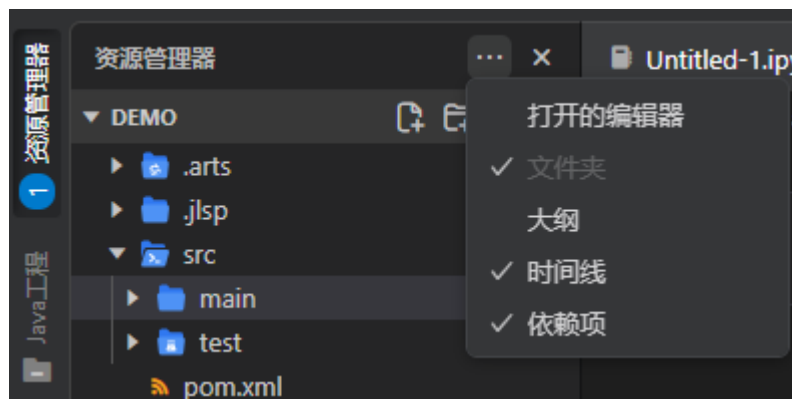 资源管理器
1
Java工程
资源管理器
Untitled-1.ipy
DEMO
.arts
.jlsp
src
main
test
pom.xml
打开的编辑器
文件夹
大纲
时间线
依赖项